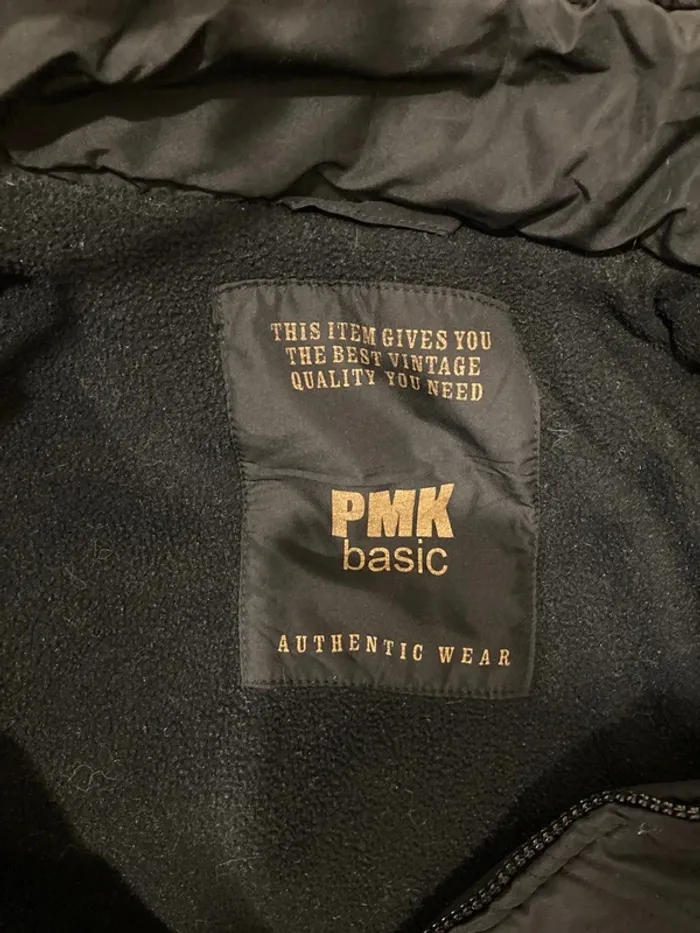 THIS ITEM GIVES YOU
THE BEST VINTAGE
QUALITY YOU NEED
PMK
basic
AUTHENTIC WEAR